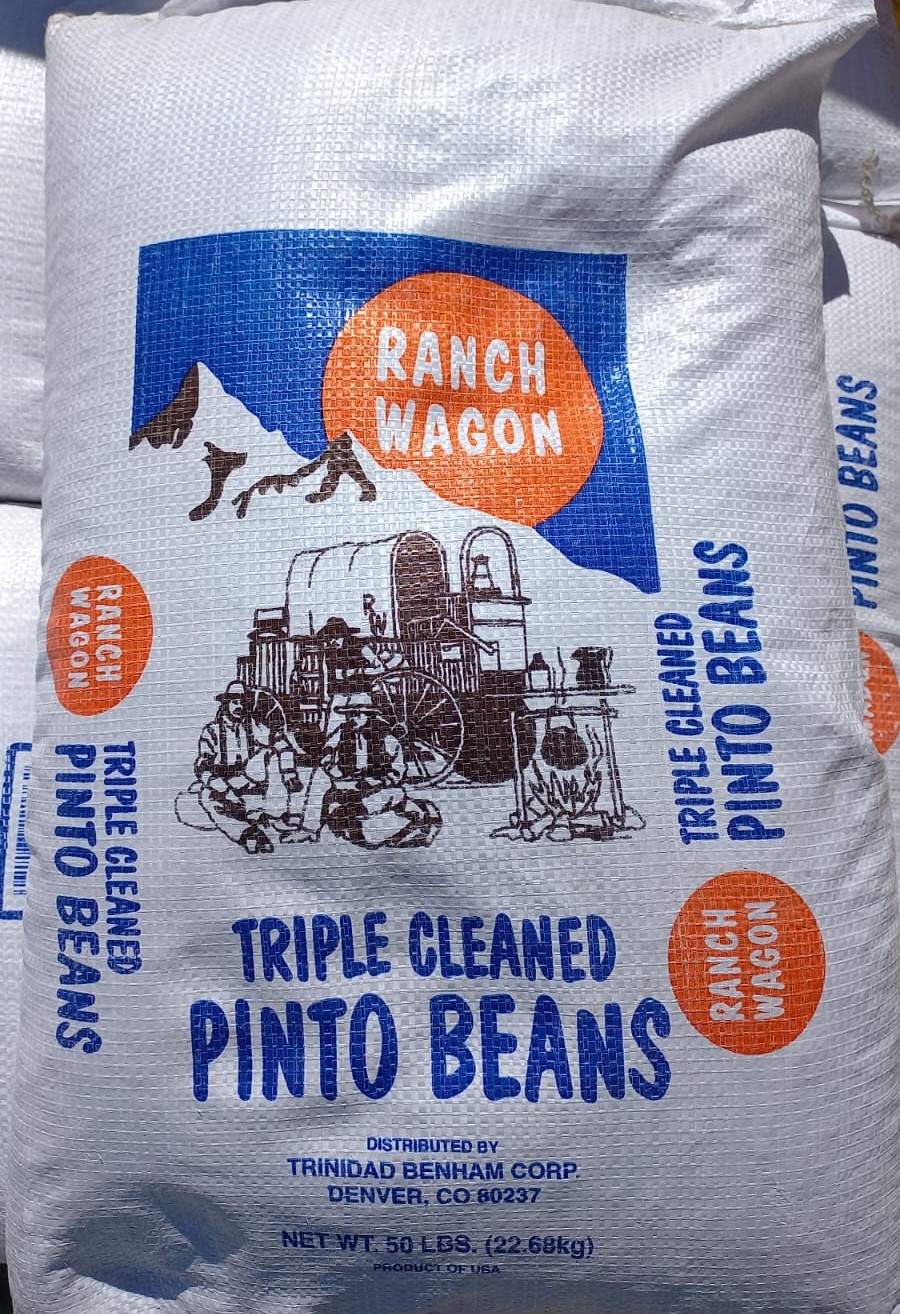 RANCH
WAGON
RW
RANCH
WAGON
TRIPLE CLEANED
PINTO BEANS
TRIPLE CLEANED
PINTO BEANS
RANCH
WAGON
PINTO BEANS
TRIPLE CLEANED
PINTO BEANS
DISTRIBUTED BY
TRINIDAD BENHAM CORP.
DENVER, CO 80237
NET WT. 50 LBS. (22.68kg)
PRODUCT OF USA